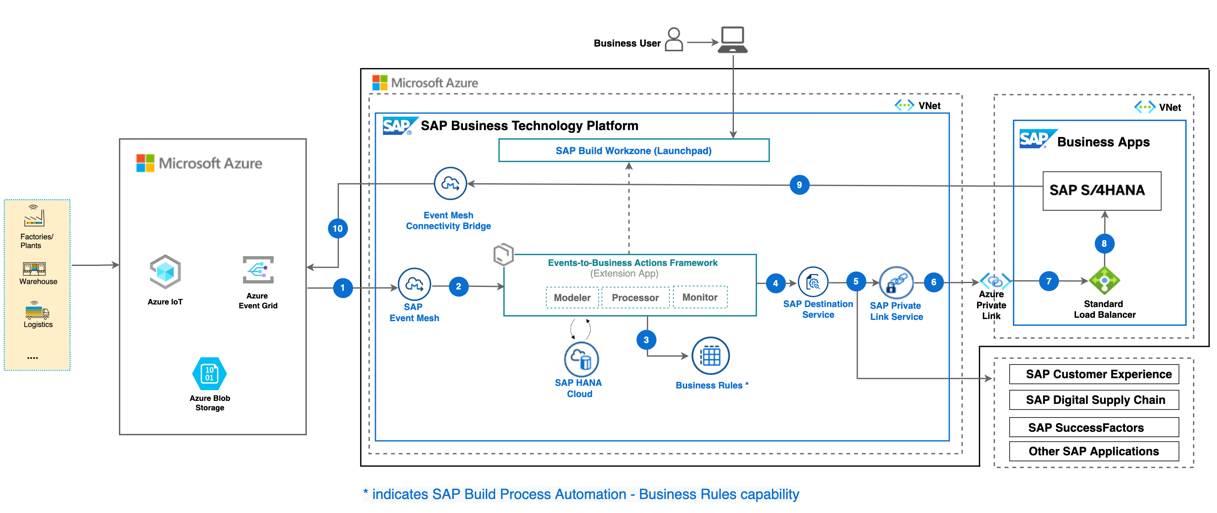 Business User
Microsoft Azure
VNet
VNet
SAP
SAP Business Technology Platform
SAP
Business Apps
SAP Build Workzone (Launchpad)
Microsoft Azure
9
SAP S/4HANA
Event Mesh
Connectivity Bridge
10
Factories/
Plants
Warehouse
Logistics
....
Azure IoT
Azure
Event Grid
10
01
Azure Blob
Storage
1
SAP
Event Mesh
2
Events-to-Business Actions Framework
(Extension App)
Modeler
Processor
Monitor
3
SAP HANA
Cloud
Business Rules *
4
SAP Destination
Service
5
SAP Private
Link Service
6
Azure
Private
Link
7
8
Standard
Load Balancer
SAP Customer Experience
SAP Digital Supply Chain
SAP SuccessFactors
Other SAP Applications
* indicates SAP Build Process Automation - Business Rules capability